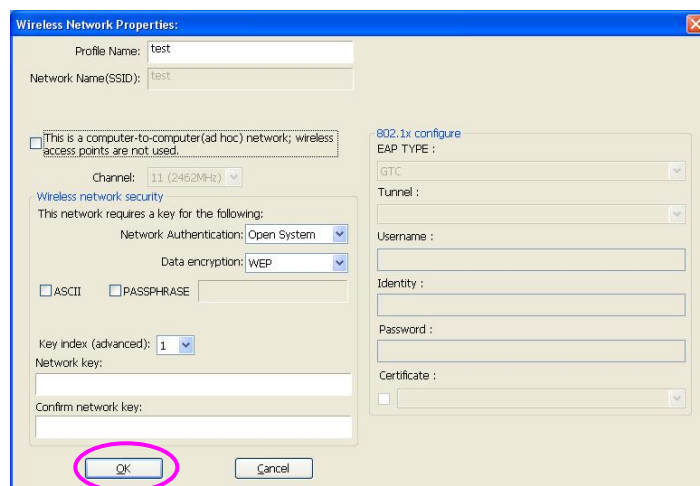 Wireless Network Properties:
Profile Name: test
Network Name(SSID): test
This is a computer-to-computer(ad hoc) network; wireless
access points are not used.
Channel: 11 (2462MHz)
Wireless network security
This network requires a key for the following:
Network Authentication: Open System
Data encryption: WEP
ASCII PASSPHRASE
Key index (advanced): 1
Network key:
Confirm network key:
OK Cancel
802.1x configure
EAP TYPE :
GTC
Tunnel :
Username :
Identity :
Password :
Certificate :